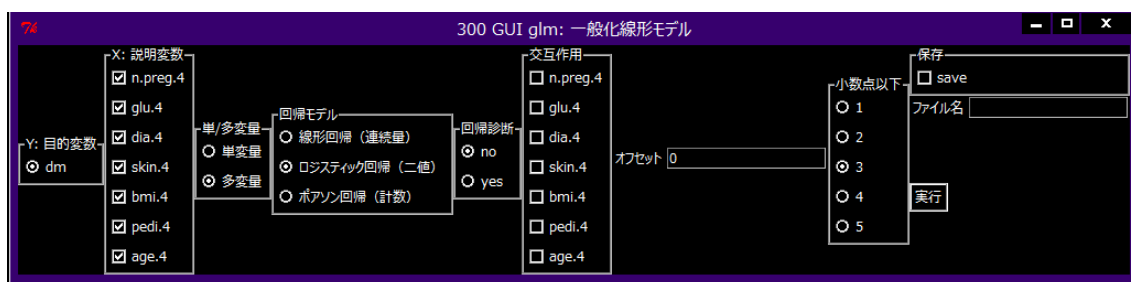 300 GUI glm: 一般化線形モデル
Y: 目的変数
dm
X: 説明変数
n.preg.4
glu.4
dia.4
skin.4
bmi.4
pedi.4
age.4
単/多変量
単変量
多変量
回帰モデル
線形回帰（連続量）
ロジスティック回帰（二値）
ポアソン回帰（計数）
回帰診断
no
yes
交互作用
n.preg.4
glu.4
dia.4
skin.4
bmi.4
pedi.4
age.4
オフセット 0
小数点以下
1
2
3
4
5
保存
save
ファイル名
実行